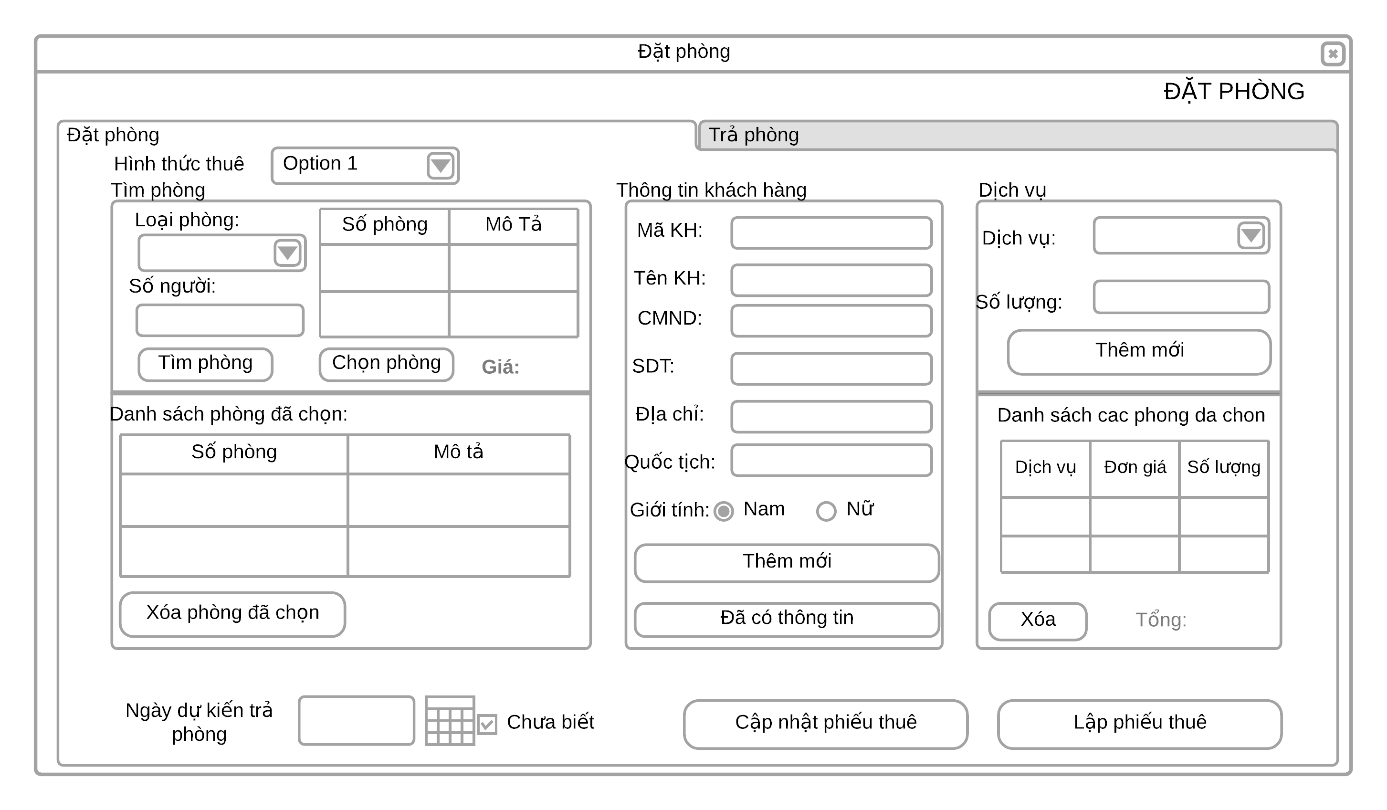 Đặt phòng
ĐẶT PHÒNG
Đặt phòng
Trả phòng
Hình thức thuê
Option 1
Tìm phòng
Loại phòng:
Số phòng
Mô Tả
Số người:
Tìm phòng
Chọn phòng
Giá:
Danh sách phòng đã chọn:
Số phòng
Mô tả
Xóa phòng đã chọn
Thông tin khách hàng
Mã KH:
Tên KH:
CMND:
SDT:
ĐỊa chỉ:
Quốc tịch:
Giới tính:
Nam
Nữ
Thêm mới
Đã có thông tin
Dịch vụ
Dịch vụ:
Số lượng:
Thêm mới
Danh sách cac phong da chon
Dịch vụ
Đơn giá
Số lượng
Xóa
Tổng:
Ngày dự kiến trả
phòng
Chưa biết
Cập nhật phiếu thuê
Lập phiếu thuê